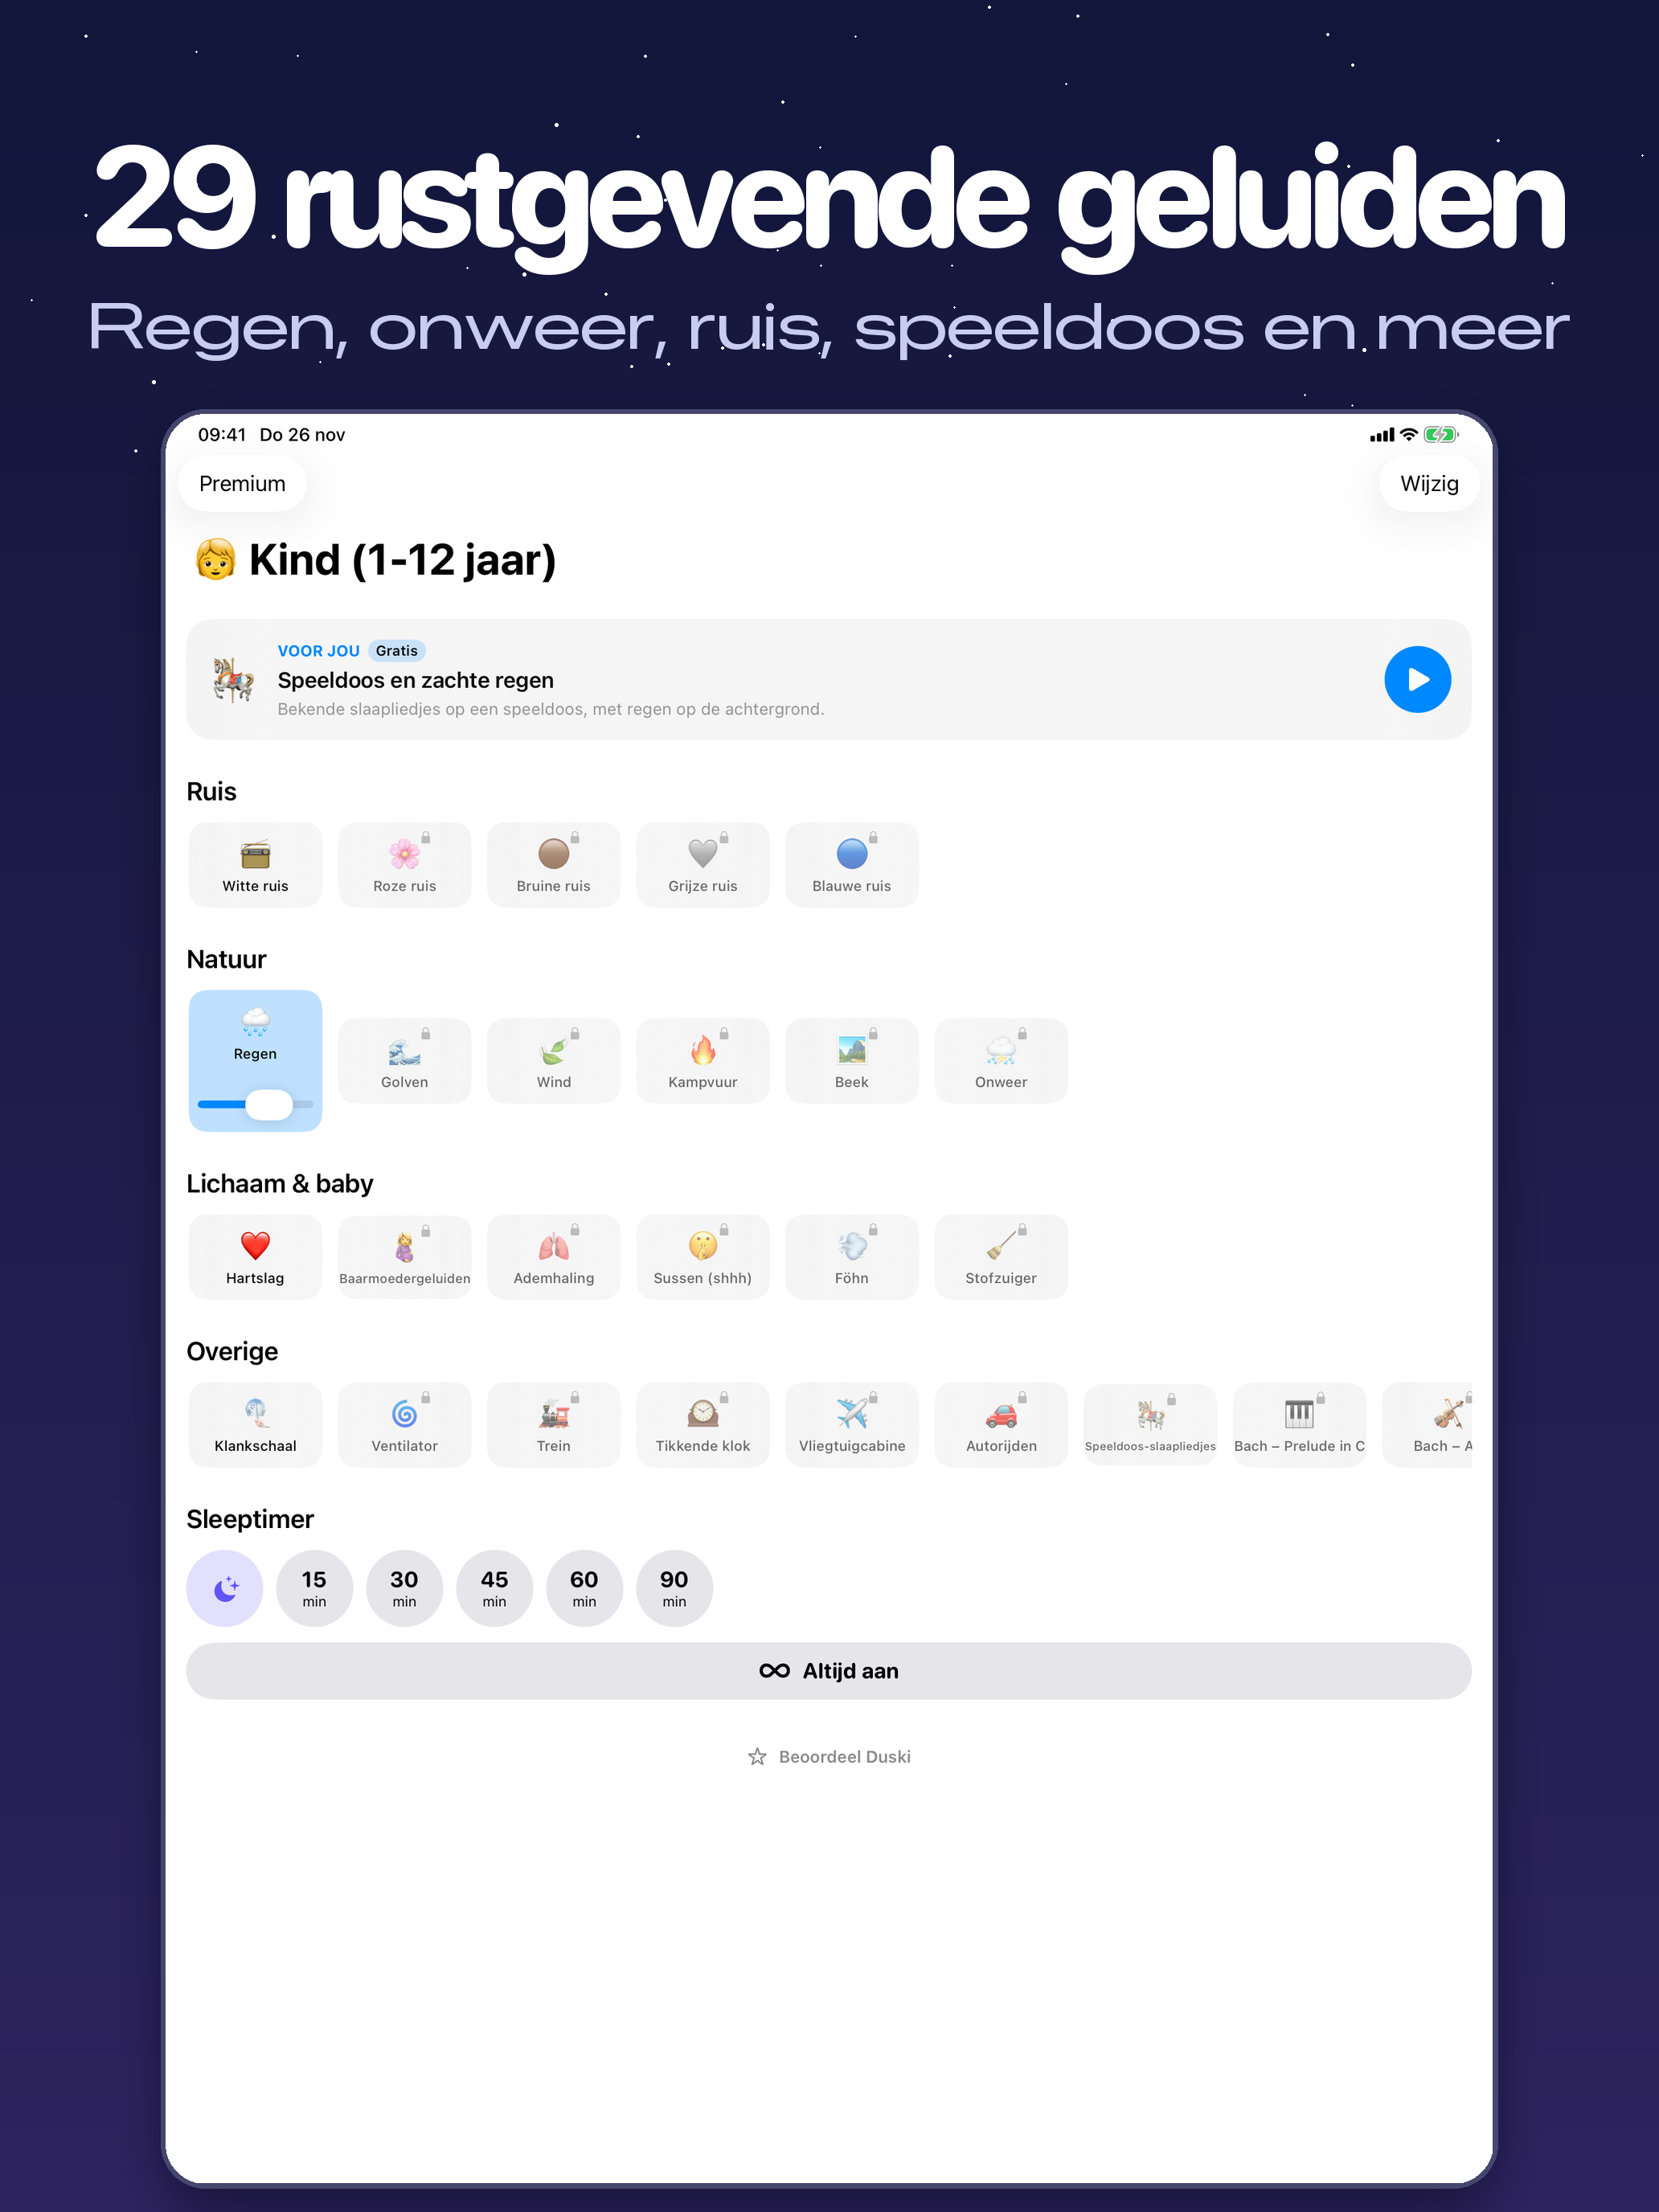 29 rustgevende geluiden
Regen, onweer, ruis, speeldoos en meer
09:41 Do 26 nov
Premium
Wijzig
Kind (1-12 jaar)
VOOR JOU Gratis
Speeldoos en zachte regen
Bekende slaapliedjes op een speeldoos, met regen op de achtergrond.
Ruis
Witte ruis Roze ruis Bruine ruis Grijze ruis Blauwe ruis
Natuur
Regen
Golven Wind Kampvuur Beek Onweer
Lichaam & baby
Hartslag Baarmoedergeluiden Ademhaling Sussen (shhh) Föhn Stofzuiger
Overige
Klankschaal Ventilator Trein Tikkende klok Vliegtuigcabine Autorijden Speeldoos-slaapliedjes Bach – Prelude in C Bach – A
Sleeptimer
15 30 45 60 90
min min min min min
Altijd aan
Beoordeel Duski